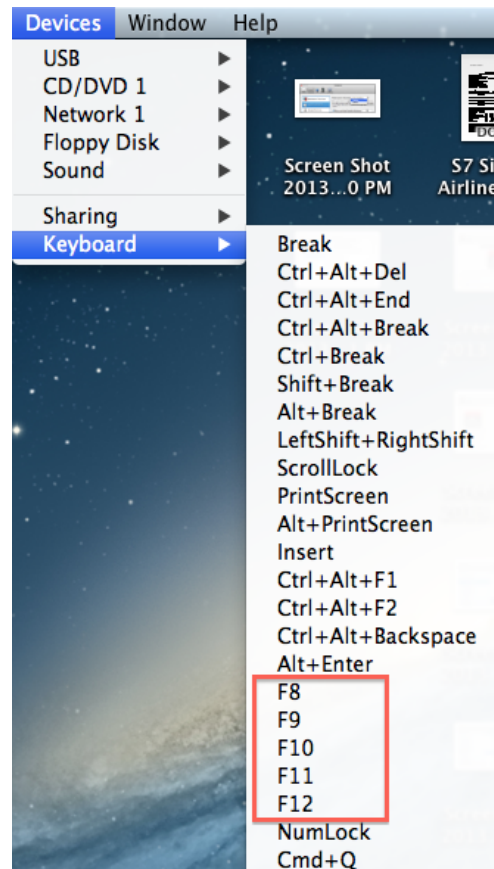 Devices Window Help
USB
CD/DVD 1
Network 1
Floppy Disk
Sound
Sharing
Keyboard
Screen Shot
2013...0 PM
S7 Si
Airline
DO
Break
Ctrl+Alt+Del
Ctrl+Alt+End
Ctrl+Alt+Break
Ctrl+Break
Shift+Break
Alt+Break
LeftShift+RightShift
ScrollLock
PrintScreen
Alt+PrintScreen
Insert
Ctrl+Alt+F1
Ctrl+Alt+F2
Ctrl+Alt+Backspace
Alt+Enter
F8
F9
F10
F11
F12
NumLock
Cmd+Q